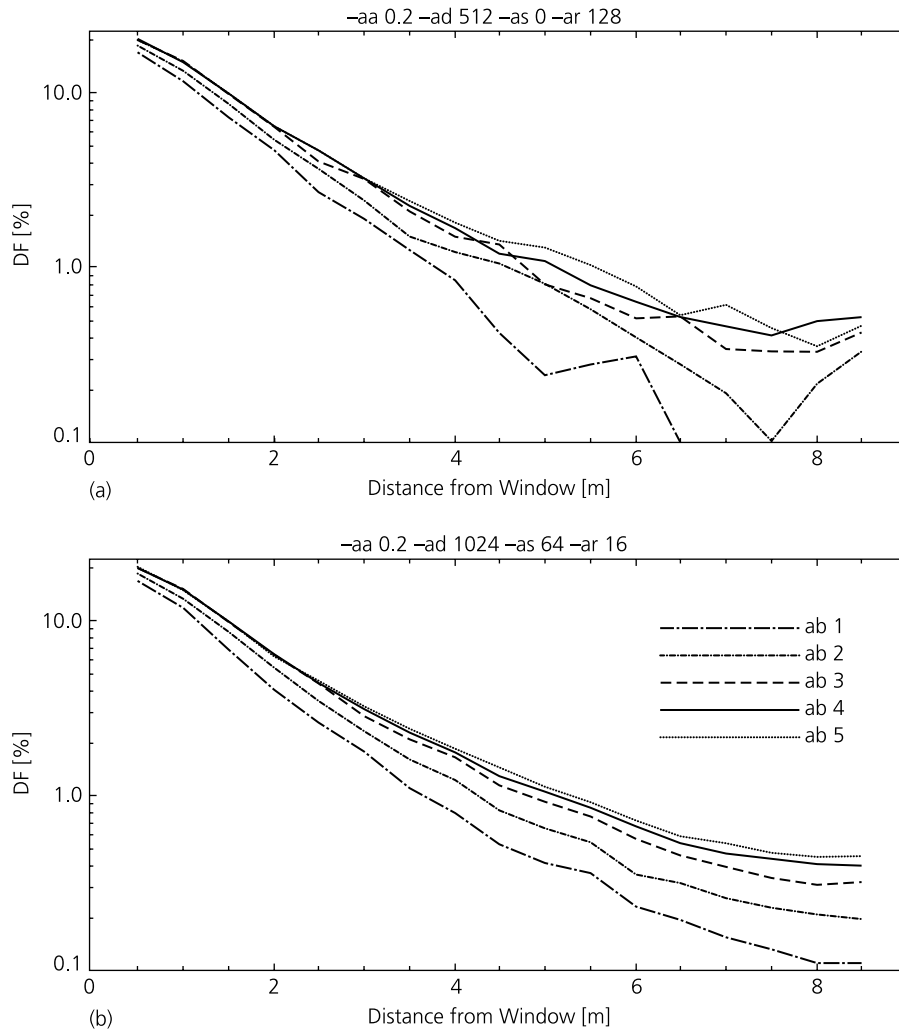 –aa 0.2 –ad 512 –as 0 –ar 128
10.0
1.0
0.1
DF [%]
0 2 4 6 8
(a) Distance from Window [m]
–aa 0.2 –ad 1024 –as 64 –ar 16
10.0
1.0
0.1
DF [%]
ab 1
ab 2
ab 3
ab 4
ab 5
0 2 4 6 8
(b) Distance from Window [m]